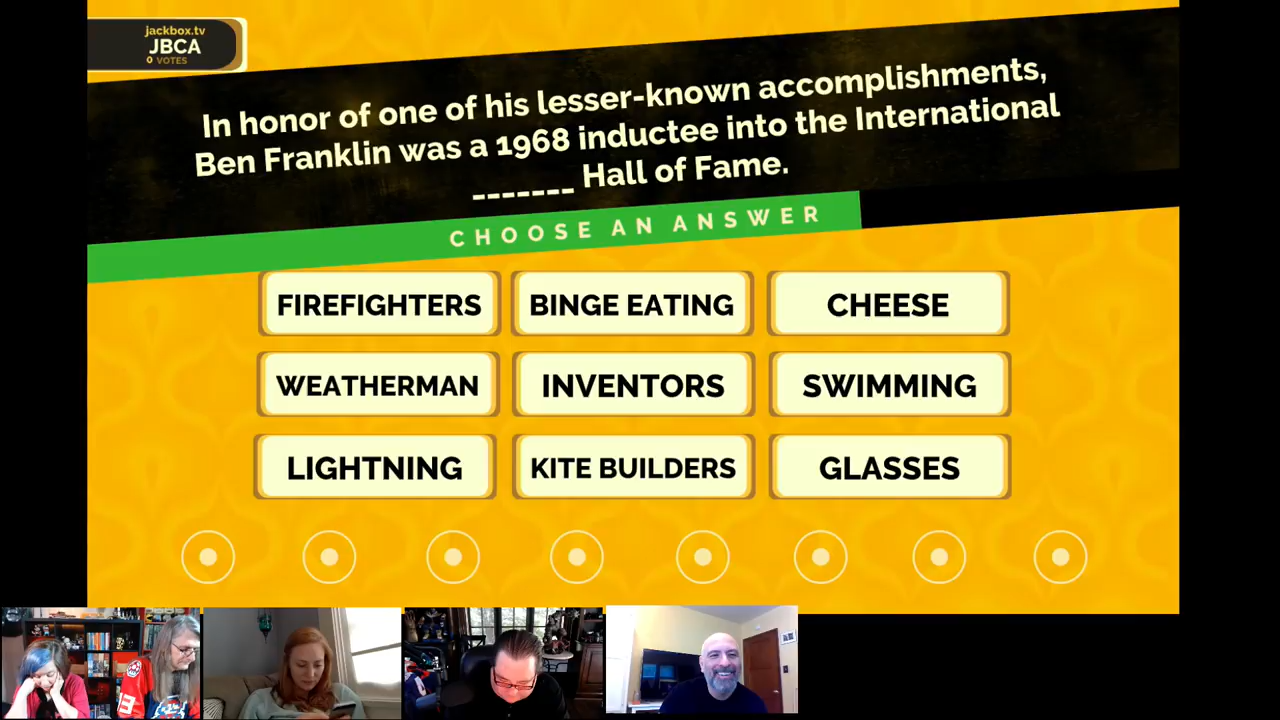 jackbox.tv
JBCA
0 VOTES
In honor of one of his lesser-known accomplishments,
Ben Franklin was a 1968 inductee into the International
_______ Hall of Fame.
CHOOSE AN ANSWER
FIREFIGHTERS
BINGE EATING
CHEESE
WEATHERMAN
INVENTORS
SWIMMING
LIGHTNING
KITE BUILDERS
GLASSES